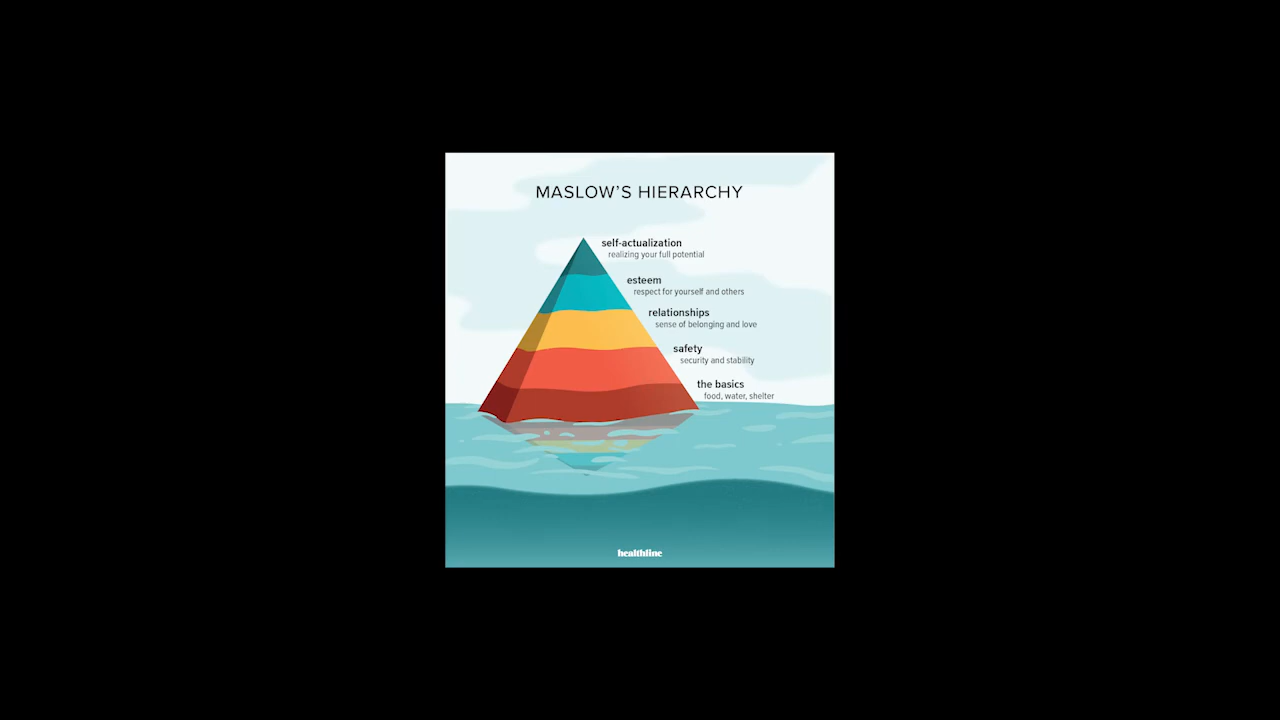 MASLOW'S HIERARCHY
self-actualization
realizing your full potential
esteem
respect for yourself and others
relationships
sense of belonging and love
safety
security and stability
the basics
food, water, shelter
healthline